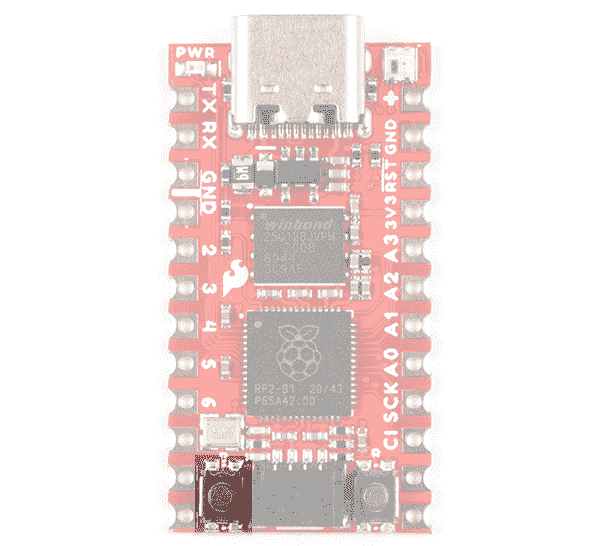 PWR
TX
RX
GND
2
3
4
5
6
+
GND
RST
3V3
A3
A2
A1
A0
SCK
CI
winbond
25Q128JVPM
RP2-B1 20/43
P65A42.00
R